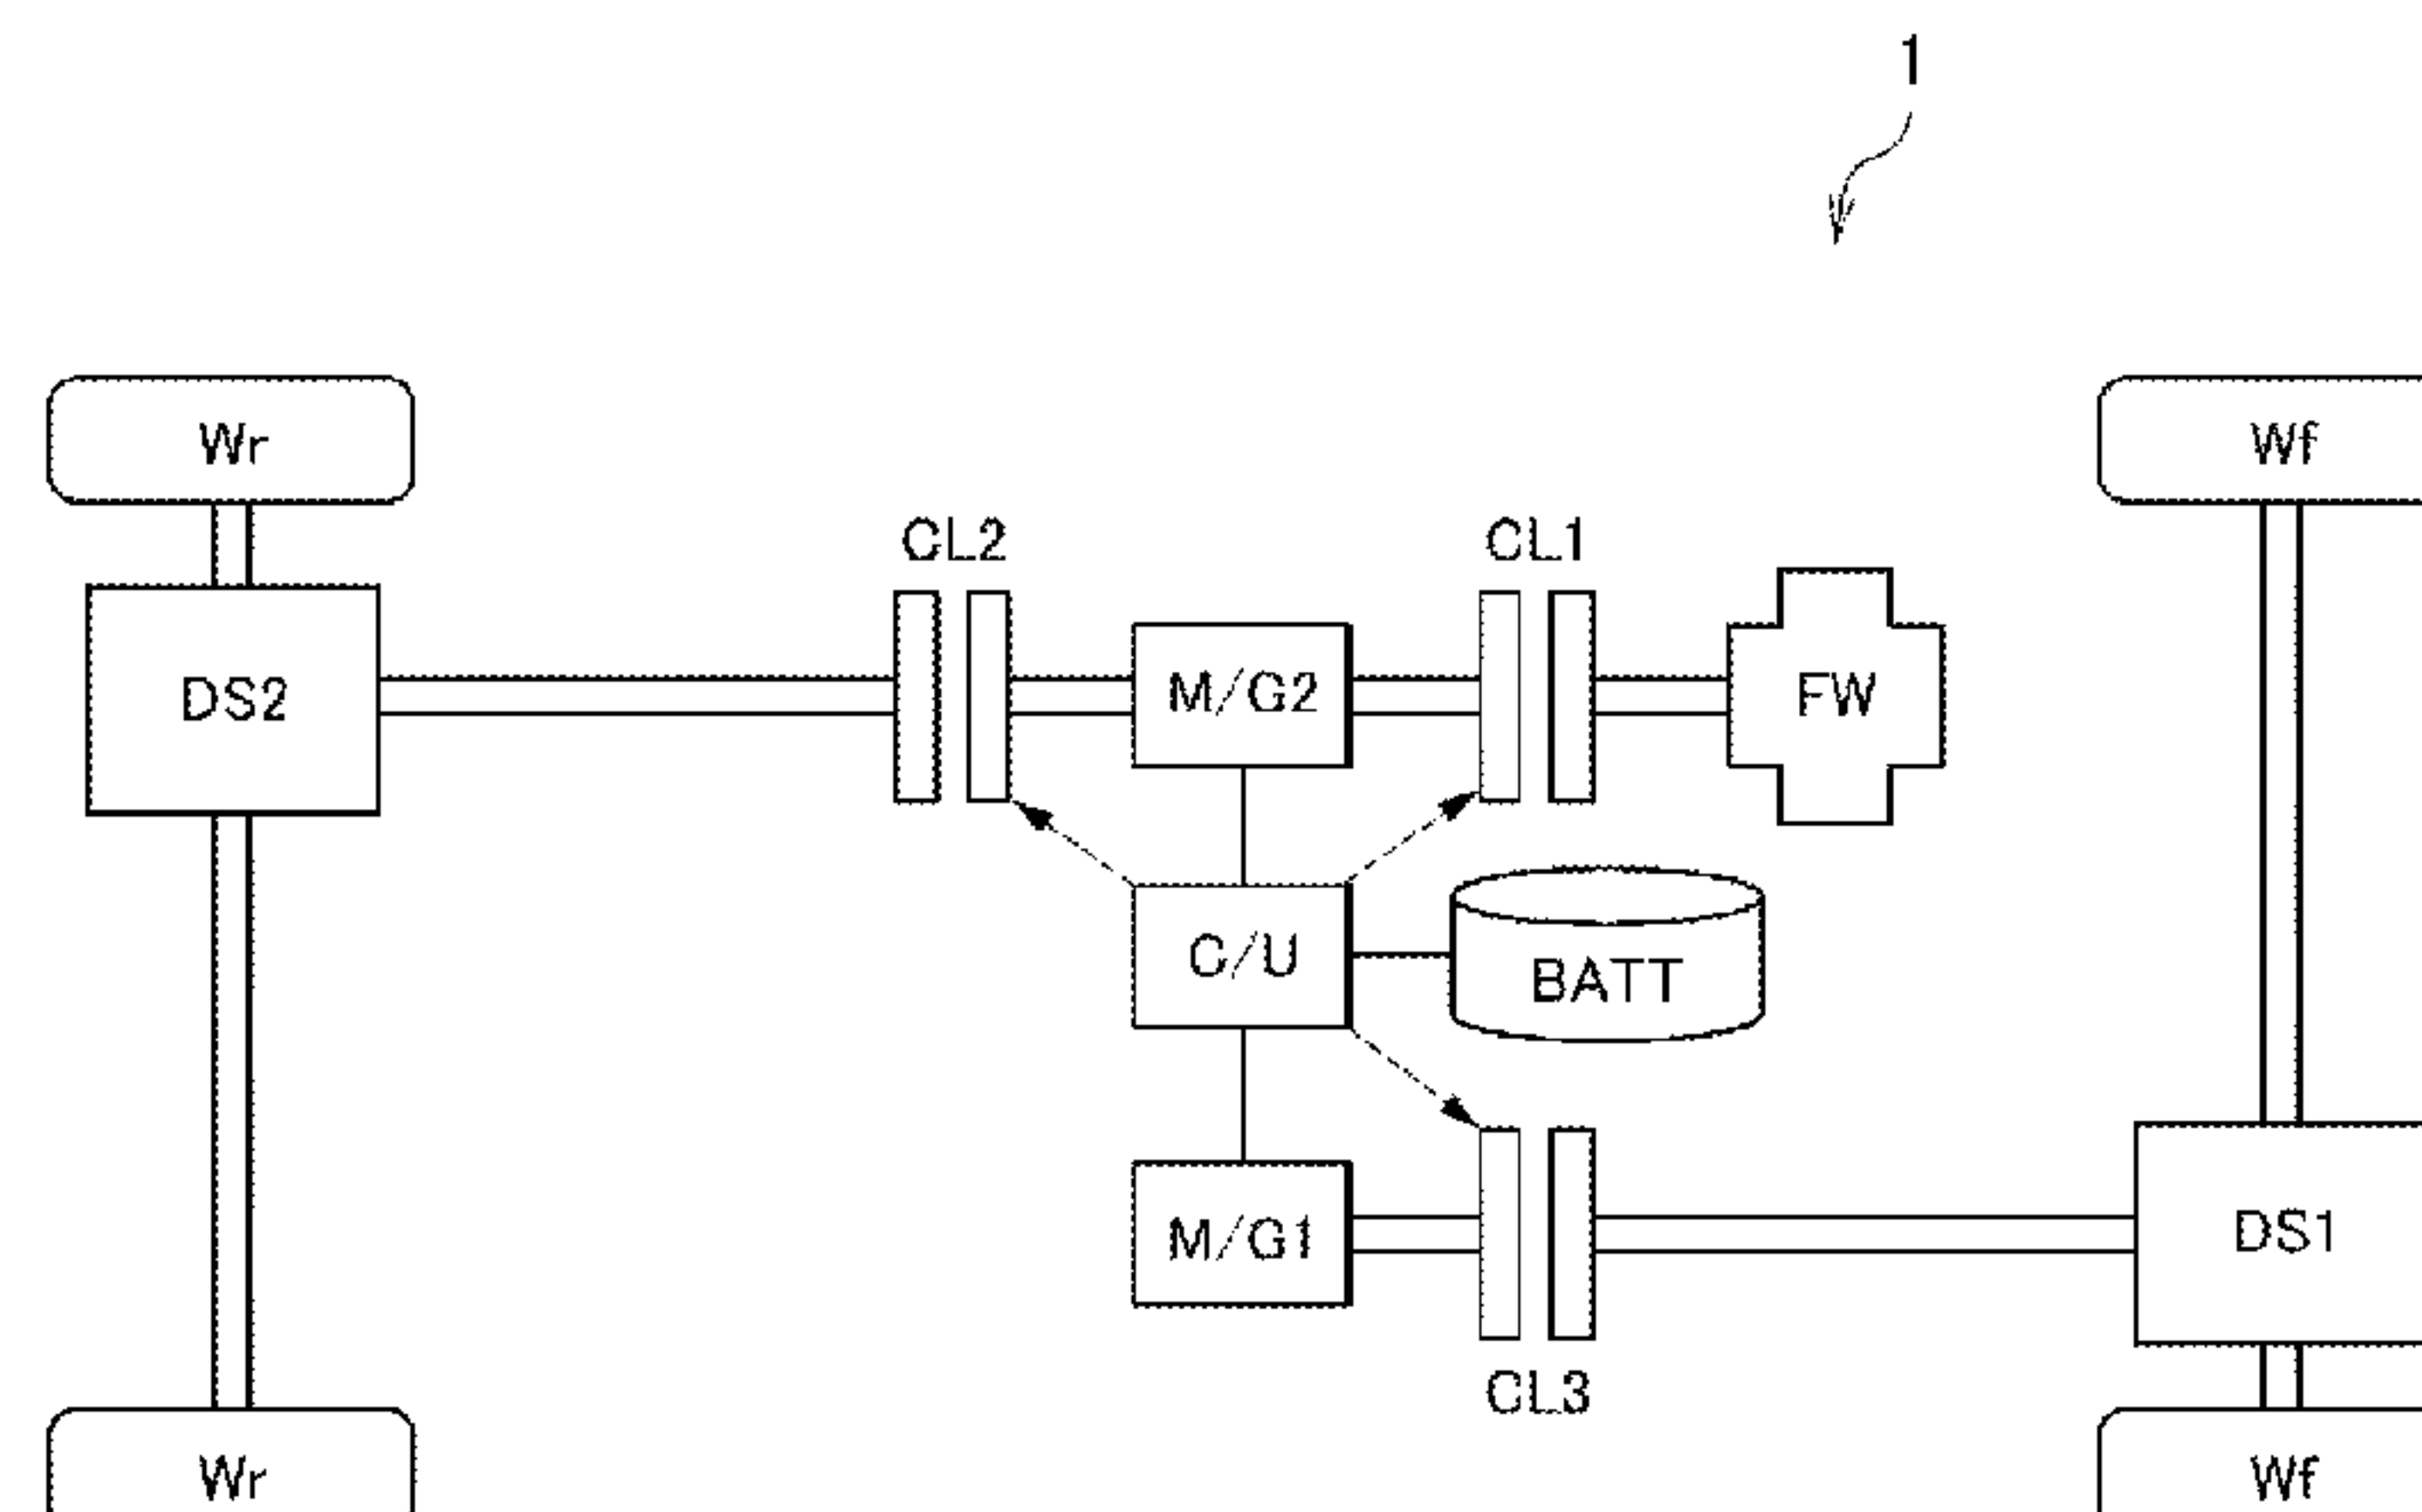 1
Wr
Wf
CL2
CL1
DS2
M/G2
FW
C/U
BATT
M/G1
DS1
CL3
Wr
Wf